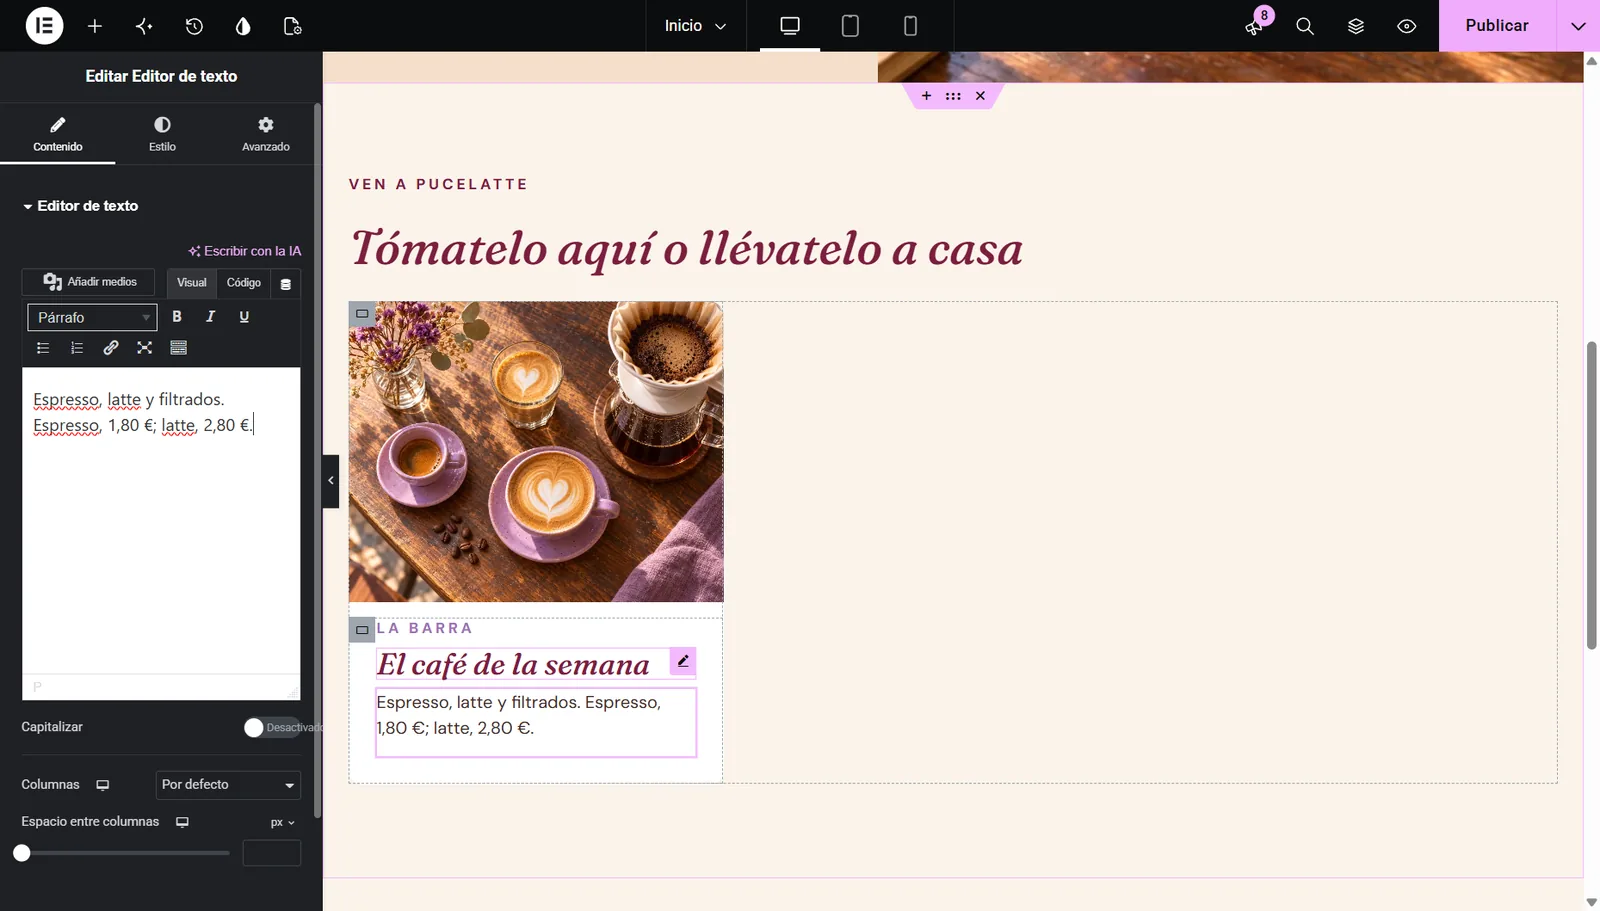 Inicio
8
Publicar
Editar Editor de texto
Contenido
Estilo
Avanzado
Editor de texto
Escribir con la IA
Añadir medios
Visual
Código
Párrafo
B
I
U
Espresso, latte y filtrados.
Espresso, 1,80 €; latte, 2,80 €.
P
Capitalizar
Desactivado
Columnas
Por defecto
Espacio entre columnas
px
VEN A PUCELATTE
Tómatelo aquí o llévatelo a casa
LA BARRA
El café de la semana
Espresso, latte y filtrados. Espresso,
1,80 €; latte, 2,80 €.